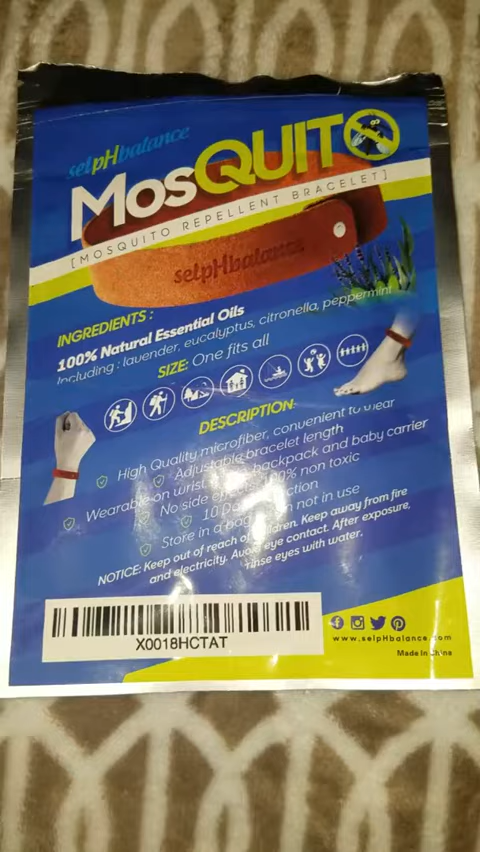 selpHbalance
MosQUITO
[MOSQUITO REPELLENT BRACELET]
selpHbalance
INGREDIENTS:
100% Natural Essential Oils
Including: lavender, eucalyptus, citronella, peppermint
SIZE: One fits all
DESCRIPTION:
High Quality microfiber, convenient to wear
Adjustable bracelet length
Wearable on wrist, backpack and baby carrier
No side 100% non toxic
10
Store in a bag not in use
NOTICE: Keep out of reach of children. Keep away from fire
and electricity. Avoid eye contact. After exposure,
rinse eyes with water.
X0018HCTAT
www.selpHbalance.com
Made in China